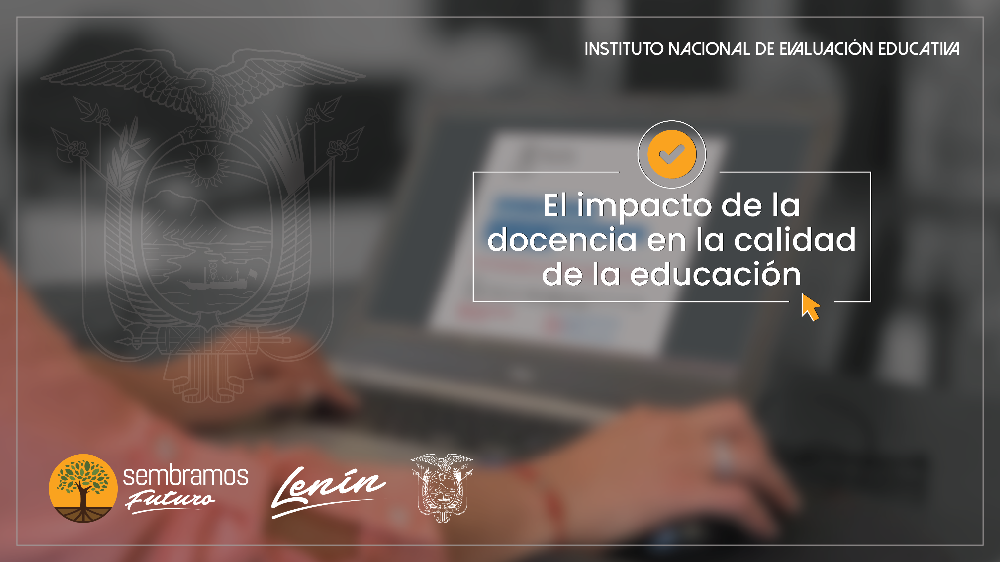 INSTITUTO NACIONAL DE EVALUACIÓN EDUCATIVA
El impacto de la
docencia en la calidad
de la educación
sembramos
Futuro
Lenín